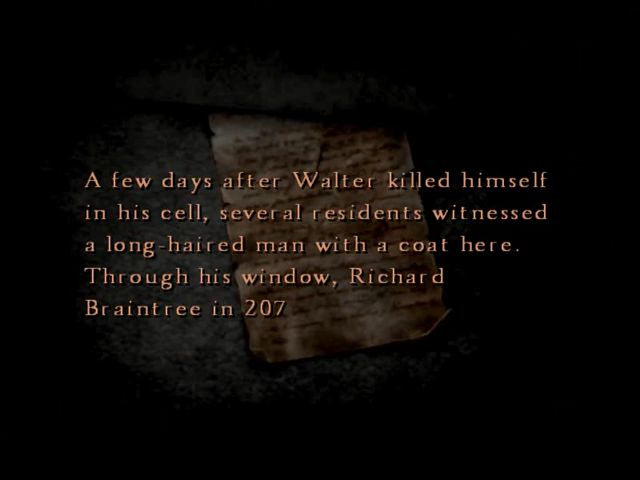 A few days after Walter killed himself
in his cell, several residents witnessed
a long-haired man with a coat here.
Through his window, Richard
Braintree in 207